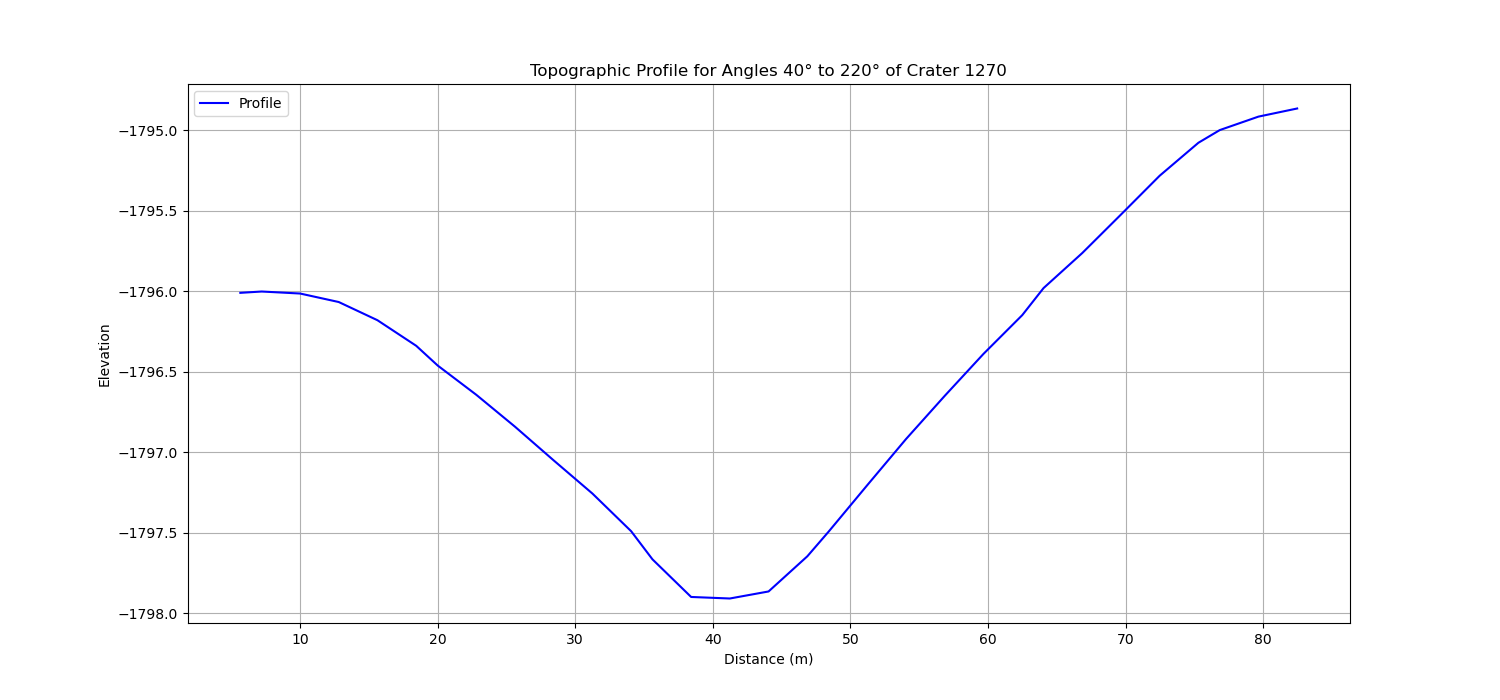 Topographic Profile for Angles 40° to 220° of Crater 1270
Profile
−1795.0
−1795.5
−1796.0
−1796.5
−1797.0
−1797.5
−1798.0
Elevation
10 20 30 40 50 60 70 80
Distance (m)